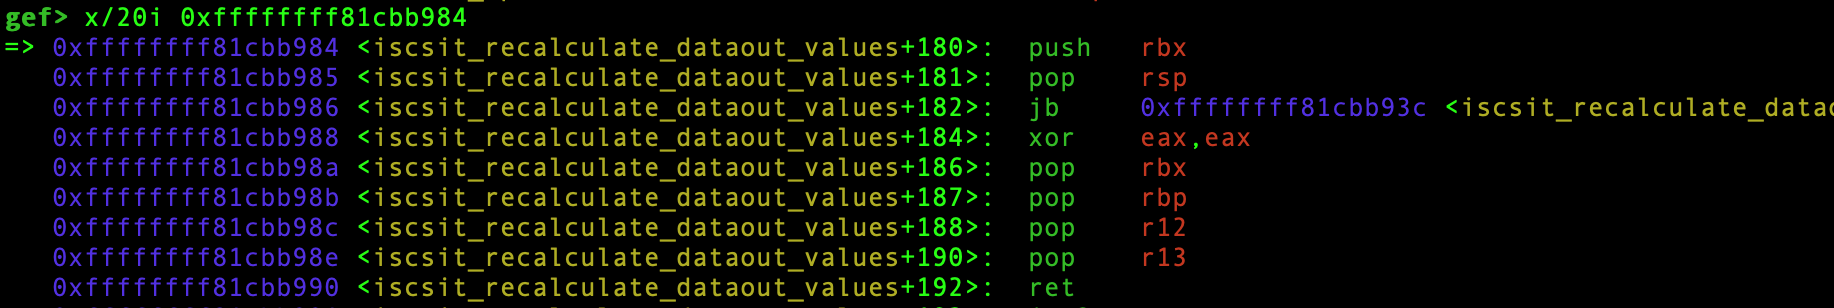 gef> x/20i 0xffffffff81cbb984
=> 0xffffffff81cbb984 <iscsit_recalculate_dataout_values+180>: push rbx
0xffffffff81cbb985 <iscsit_recalculate_dataout_values+181>: pop rsp
0xffffffff81cbb986 <iscsit_recalculate_dataout_values+182>: jb 0xffffffff81cbb93c <iscsit_recalculate_datao
0xffffffff81cbb988 <iscsit_recalculate_dataout_values+184>: xor eax,eax
0xffffffff81cbb98a <iscsit_recalculate_dataout_values+186>: pop rbx
0xffffffff81cbb98b <iscsit_recalculate_dataout_values+187>: pop rbp
0xffffffff81cbb98c <iscsit_recalculate_dataout_values+188>: pop r12
0xffffffff81cbb98e <iscsit_recalculate_dataout_values+190>: pop r13
0xffffffff81cbb990 <iscsit_recalculate_dataout_values+192>: ret